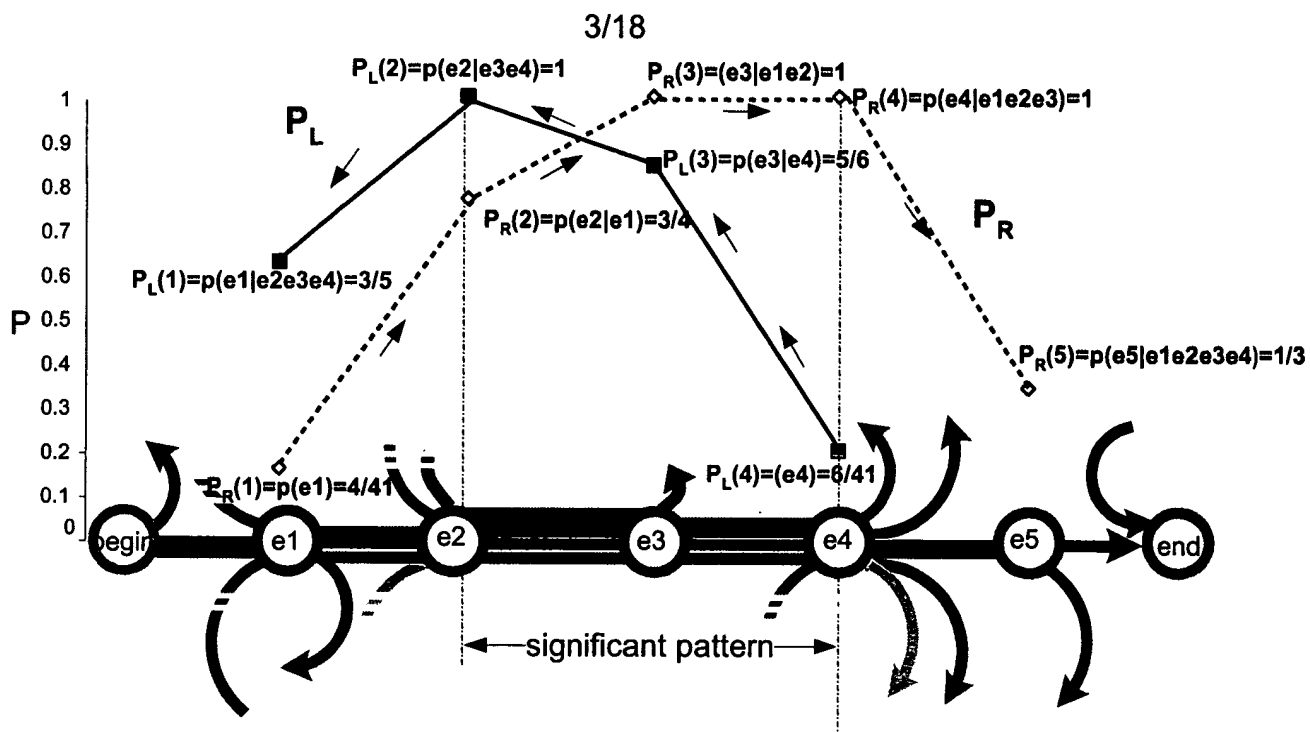 3/18
P_L(2)=p(e2|e3e4)=1
P_R(3)=(e3|e1e2)=1
1
P_R(4)=p(e4|e1e2e3)=1
P_L
0.9
P_L(3)=p(e3|e4)=5/6
0.8
P_R(2)=p(e2|e1)=3/4
P_R
0.7
P_L(1)=p(e1|e2e3e4)=3/5
0.6
0.5
P
0.4
P_R(5)=p(e5|e1e2e3e4)=1/3
0.3
0.2
P_L(4)=(e4)=6/41
P_R(1)=p(e1)=4/41
0.1
0
begin
e1
e2
e3
e4
e5
end
significant pattern